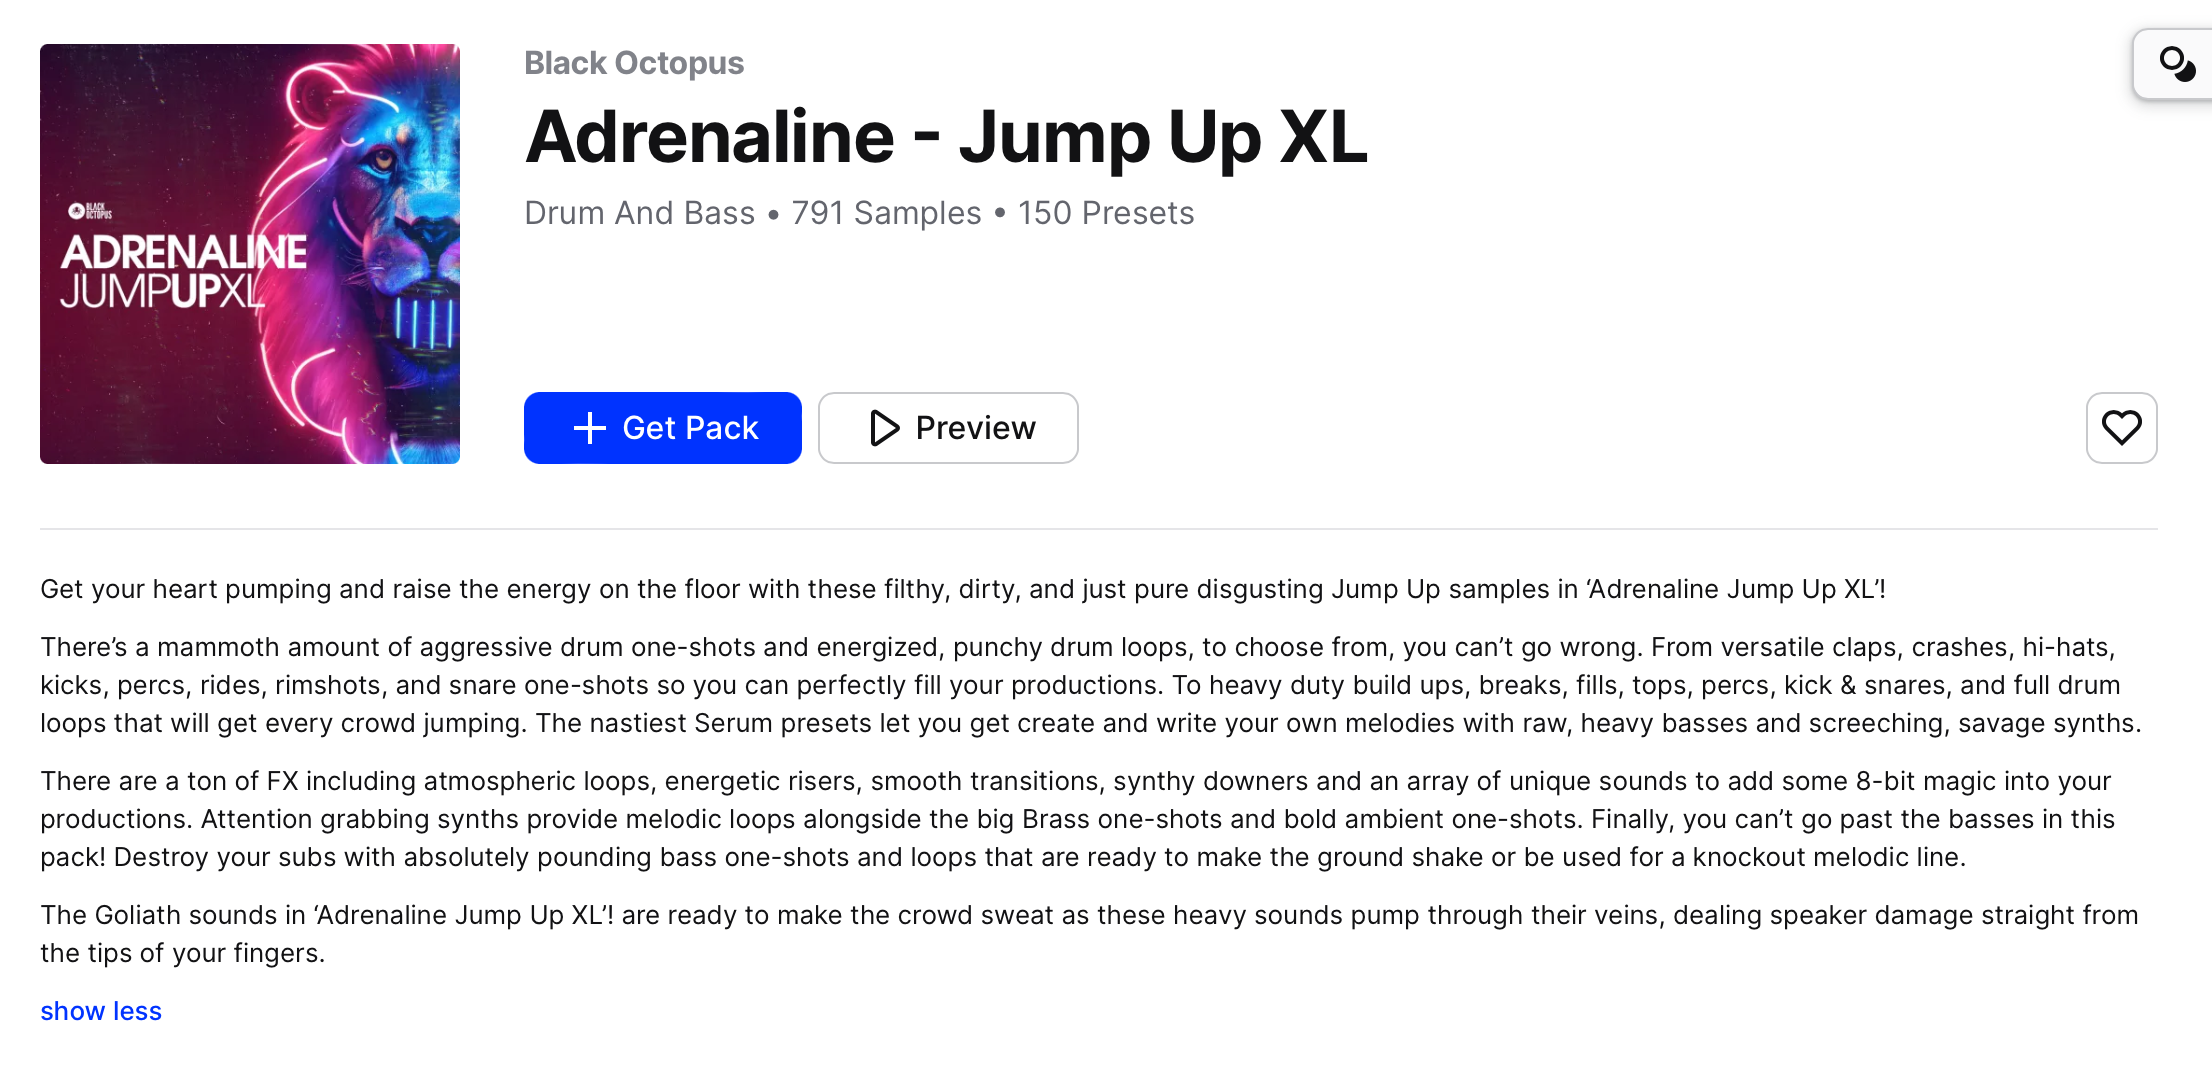 BLACK
OCTOPUS
ADRENALINE
JUMPUPXL
Black Octopus
Adrenaline - Jump Up XL
Drum And Bass • 791 Samples • 150 Presets
Get Pack
Preview
Get your heart pumping and raise the energy on the floor with these filthy, dirty, and just pure disgusting Jump Up samples in ‘Adrenaline Jump Up XL’!
There’s a mammoth amount of aggressive drum one-shots and energized, punchy drum loops, to choose from, you can’t go wrong. From versatile claps, crashes, hi-hats,
kicks, percs, rides, rimshots, and snare one-shots so you can perfectly fill your productions. To heavy duty build ups, breaks, fills, tops, percs, kick & snares, and full drum
loops that will get every crowd jumping. The nastiest Serum presets let you get create and write your own melodies with raw, heavy basses and screeching, savage synths.
There are a ton of FX including atmospheric loops, energetic risers, smooth transitions, synthy downers and an array of unique sounds to add some 8-bit magic into your
productions. Attention grabbing synths provide melodic loops alongside the big Brass one-shots and bold ambient one-shots. Finally, you can’t go past the basses in this
pack! Destroy your subs with absolutely pounding bass one-shots and loops that are ready to make the ground shake or be used for a knockout melodic line.
The Goliath sounds in ‘Adrenaline Jump Up XL’! are ready to make the crowd sweat as these heavy sounds pump through their veins, dealing speaker damage straight from
the tips of your fingers.
show less